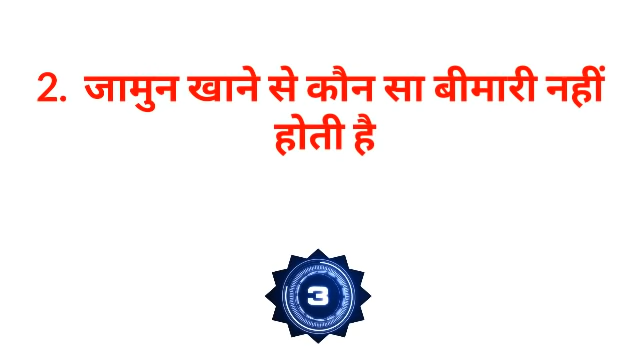 2. जामुन खाने से कौन सा बीमारी नहीं
होती है
3